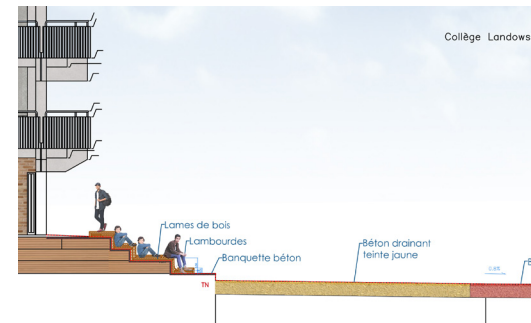 Collège Landows
Lames de bois
Lambourdes
Banquette béton
Béton drainant
teinte jaune
TN
B